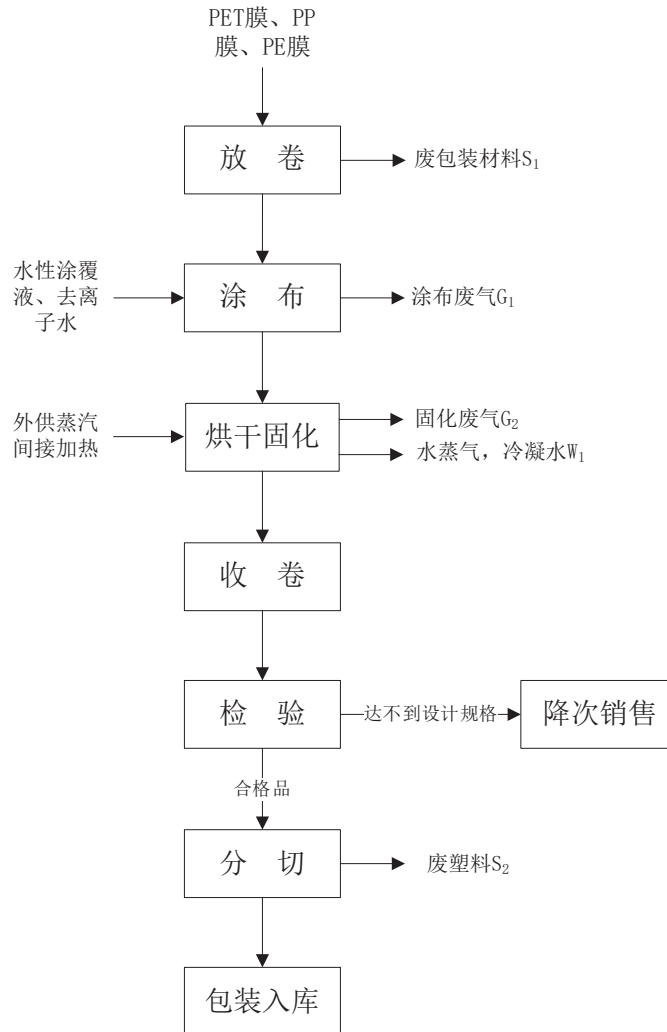 PET膜、PP
膜、PE膜
放 卷
废包装材料S₁
水性涂覆
液、去离
子水
涂 布
涂布废气G₁
外供蒸汽
间接加热
烘干固化
固化废气G₂
水蒸气，冷凝水W₁
收 卷
检 验
达不到设计规格
降次销售
合格品
分 切
废塑料S₂
包装入库